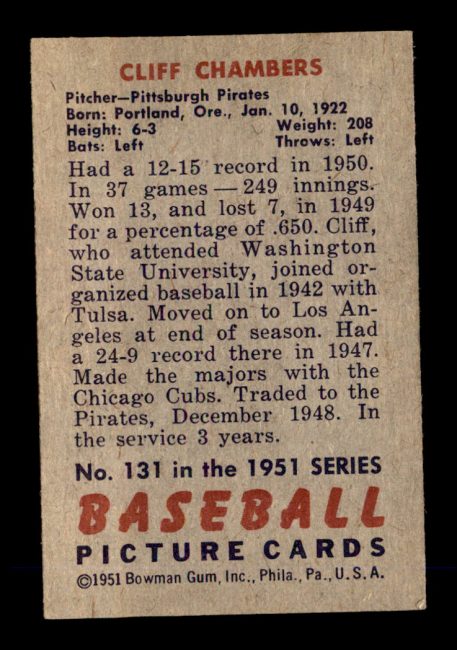 CLIFF CHAMBERS
Pitcher—Pittsburgh Pirates
Born: Portland, Ore., Jan. 10, 1922
Height: 6-3 Weight: 208
Bats: Left Throws: Left
Had a 12-15 record in 1950.
In 37 games — 249 innings.
Won 13, and lost 7, in 1949
for a percentage of .650. Cliff,
who attended Washington
State University, joined or-
ganized baseball in 1942 with
Tulsa. Moved on to Los An-
geles at end of season. Had
a 24-9 record there in 1947.
Made the majors with the
Chicago Cubs. Traded to the
Pirates, December 1948. In
the service 3 years.
No. 131 in the 1951 SERIES
BASEBALL
PICTURE CARDS
©1951 Bowman Gum, Inc., Phila., Pa., U. S. A.